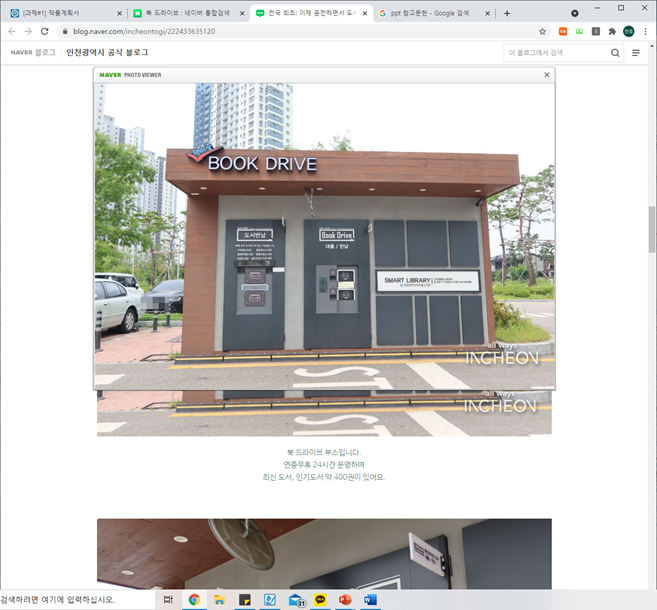 [과제#1] 작품계획서
북 드라이브 : 네이버 통합검색
전국 최초! 이제 운전하면서 도서
ppt 참고문헌 - Google 검색
blog.naver.com/incheontogi/222433635120
NAVER 블로그 인천광역시 공식 블로그
이 블로그에서 검색
NAVER PHOTO VIEWER
BOOK DRIVE
도서반납
Book Drive
대출 / 반납
SMART LIBRARY
all ways
INCHEON
all ways
INCHEON
북 드라이브 부스입니다.
연중무휴 24시간 운영하며
최신 도서, 인기도서 약 400권이 있어요.
검색하려면 여기에 입력하십시오.
31